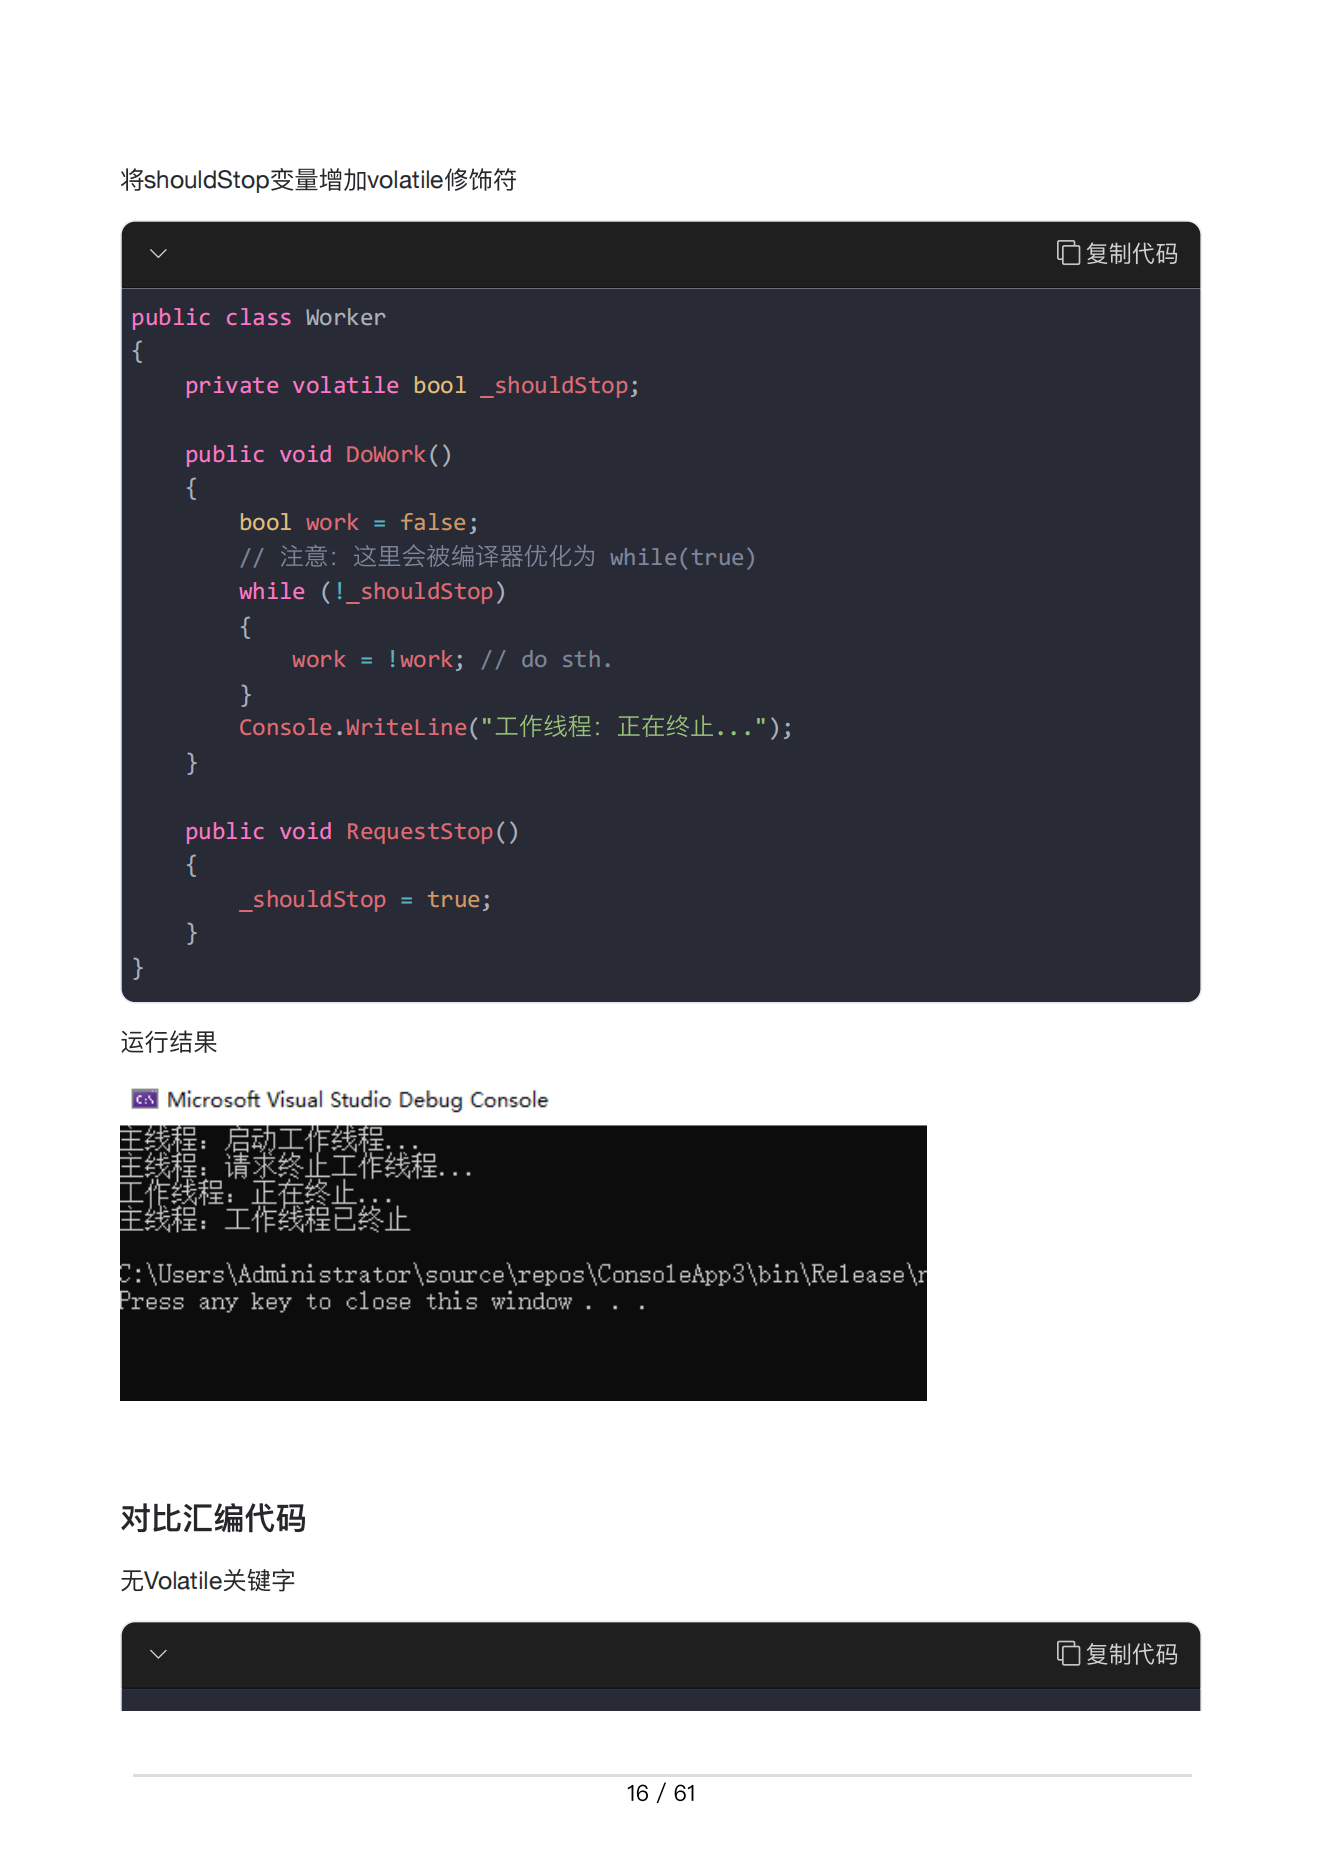 将shouldStop变量增加volatile修饰符
复制代码
public class Worker
{
    private volatile bool _shouldStop;

    public void DoWork()
    {
        bool work = false;
        // 注意：这里会被编译器优化为 while(true)
        while (!_shouldStop)
        {
            work = !work; // do sth.
        }
        Console.WriteLine("工作线程：正在终止...");
    }

    public void RequestStop()
    {
        _shouldStop = true;
    }
}
运行结果
C:\ Microsoft Visual Studio Debug Console
主线程：启动工作线程...
主线程：请求终止工作线程...
工作线程：正在终止...
主线程：工作线程已终止
C:\Users\Administrator\source\repos\ConsoleApp3\bin\Release\r
Press any key to close this window . . .
对比汇编代码
无Volatile关键字
复制代码
16 / 61